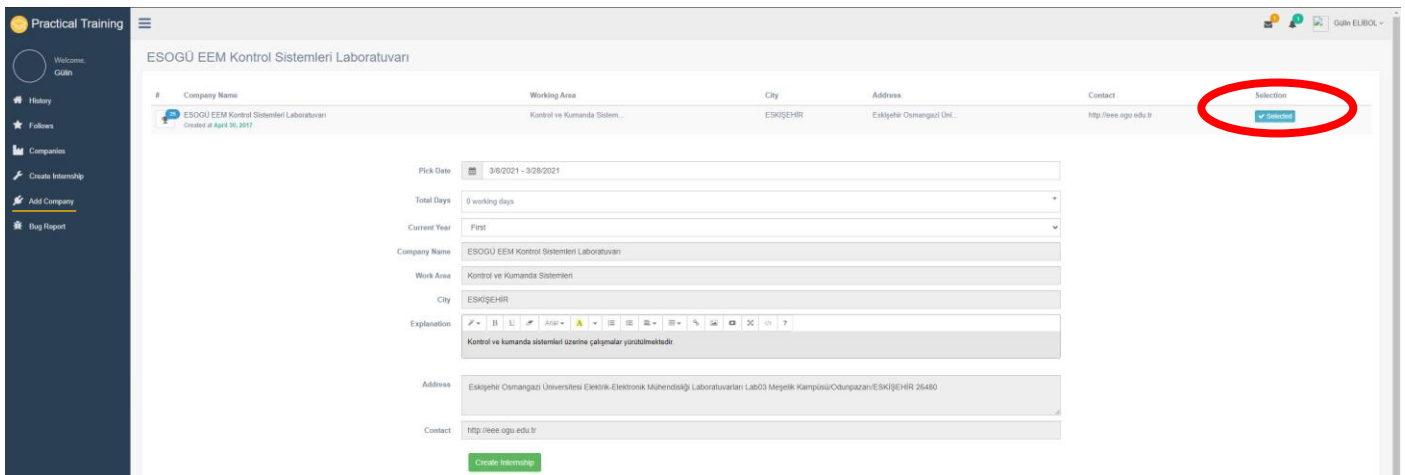 Practical Training
1
1
Gülin ELİBOL
Welcome,
Gülin
History
Follows
Companies
Create Internship
Add Company
Bug Report
ESOGÜ EEM Kontrol Sistemleri Laboratuvarı
# Company Name Working Area City Address Contact Selection
25 ESOGÜ EEM Kontrol Sistemleri Laboratuvarı Kontrol ve Kumanda Sistem... ESKİŞEHİR Eskişehir Osmangazi Üni... http://eee.ogu.edu.tr Selected
Created at April 30, 2017
Pick Date 3/8/2021 - 3/28/2021
Total Days 0 working days
Current Year First
Company Name ESOGÜ EEM Kontrol Sistemleri Laboratuvarı
Work Area Kontrol ve Kumanda Sistemleri
City ESKİŞEHİR
Explanation B U Arial A ?
Kontrol ve kumanda sistemleri üzerine çalışmalar yürütülmektedir.
Address Eskişehir Osmangazi Üniversitesi Elektrik-Elektronik Mühendisliği Laboratuvarları Lab03 Meşelik Kampüsü/Odunpazarı/ESKİŞEHİR 26480
Contact http://eee.ogu.edu.tr
Create Internship